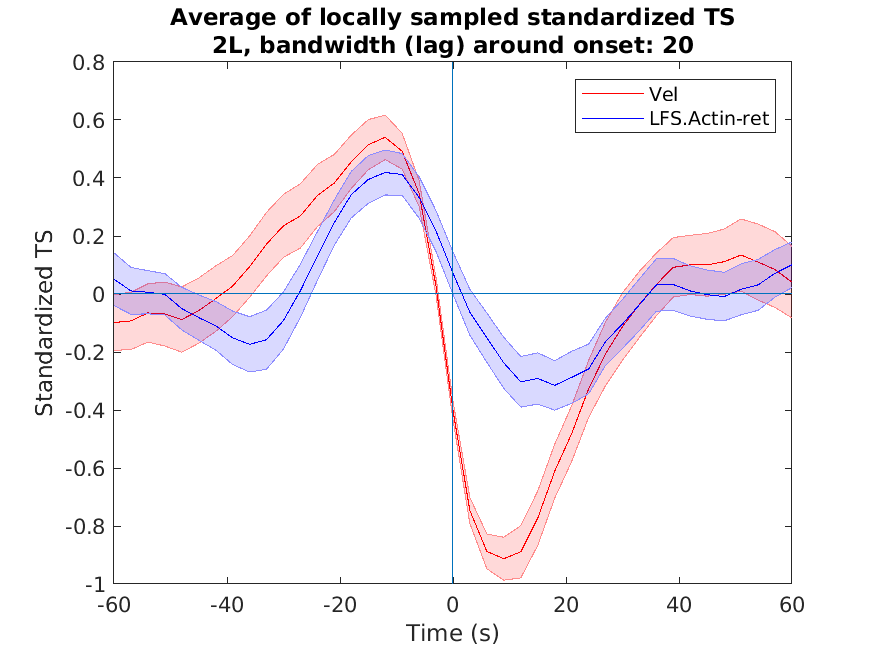 Average of locally sampled standardized TS
2L, bandwidth (lag) around onset: 20
Vel
LFS.Actin-ret
Standardized TS
0.8
0.6
0.4
0.2
0
-0.2
-0.4
-0.6
-0.8
-1
-60 -40 -20 0 20 40 60
Time (s)